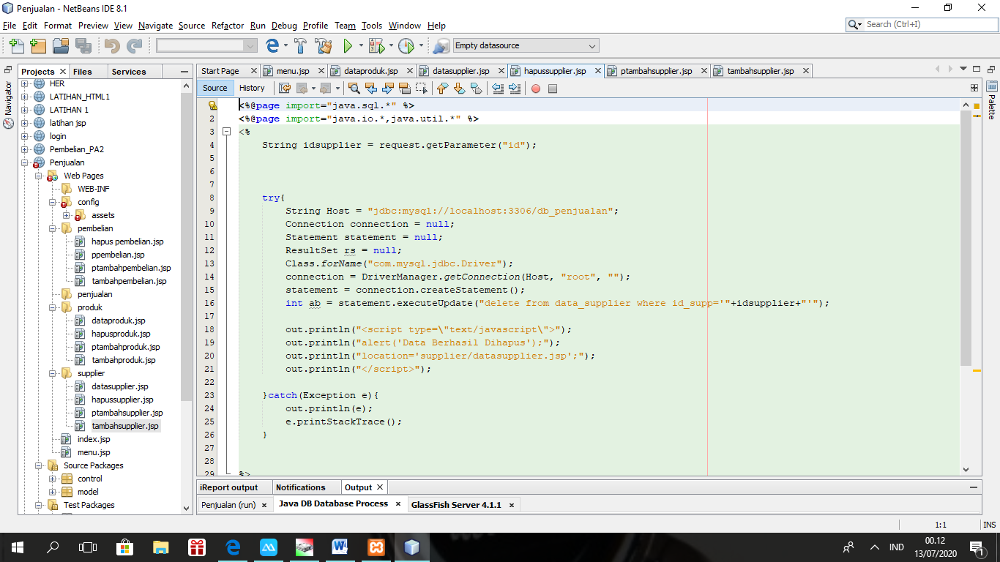 Penjualan - NetBeans IDE 8.1
File Edit Format Preview View Navigate Source Refactor Run Debug Profile Team Tools Window Help
Search (Ctrl+I)
Empty datasource
Projects Files Services
Navigator
HER
LATIHAN_HTML1
LATIHAN 1
latihan jsp
login
Pembelian_PA2
Penjualan
Web Pages
WEB-INF
config
assets
pembelian
hapus pembelian.jsp
ppembelian.jsp
ptambahpembelian.jsp
tambahpembelian.jsp
penjualan
produk
dataproduk.jsp
hapusproduk.jsp
ptambahproduk.jsp
tambahproduk.jsp
supplier
datasupplier.jsp
hapussupplier.jsp
ptambahsupplier.jsp
tambahsupplier.jsp
index.jsp
menu.jsp
Source Packages
control
model
Test Packages
Start Page menu.jsp dataproduk.jsp datasupplier.jsp hapussupplier.jsp ptambahsupplier.jsp tambahsupplier.jsp
Source History
Palette
<%@page import="java.sql.*" %>
2 <%@page import="java.io.*,java.util.*" %>
3 <%
4 String idsupplier = request.getParameter("id");
5
6
7
8 try{
9 String Host = "jdbc:mysql://localhost:3306/db_penjualan";
10 Connection connection = null;
11 Statement statement = null;
12 ResultSet rs = null;
13 Class.forName("com.mysql.jdbc.Driver");
14 connection = DriverManager.getConnection(Host, "root", "");
15 statement = connection.createStatement();
16 int ab = statement.executeUpdate("delete from data_supplier where id_supp='"+idsupplier+"'");
17
18 out.println("<script type=\"text/javascript\">");
19 out.println("alert('Data Berhasil Dihapus');");
20 out.println("location='supplier/datasupplier.jsp';");
21 out.println("</script>");
22
23 }catch(Exception e){
24 out.println(e);
25 e.printStackTrace();
26 }
27
28
29 %>
iReport output Notifications Output
Penjualan (run) Java DB Database Process GlassFish Server 4.1.1
1:1 INS
IND
00.12
13/07/2020
1